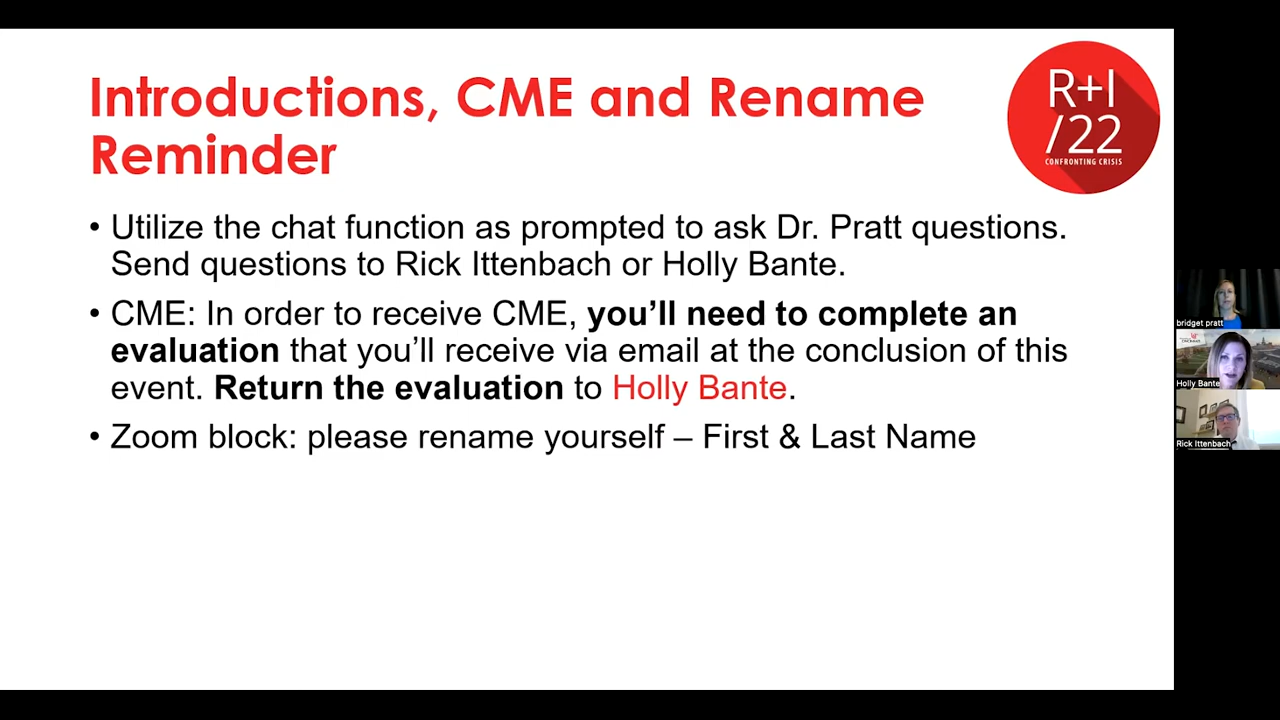 Introductions, CME and Rename
Reminder
R+I
/22
CONFRONTING CRISIS
• Utilize the chat function as prompted to ask Dr. Pratt questions.
Send questions to Rick Ittenbach or Holly Bante.
• CME: In order to receive CME, you’ll need to complete an
evaluation that you’ll receive via email at the conclusion of this
event. Return the evaluation to Holly Bante.
• Zoom block: please rename yourself – First & Last Name
bridget pratt
Holly Bante
Rick Ittenbach